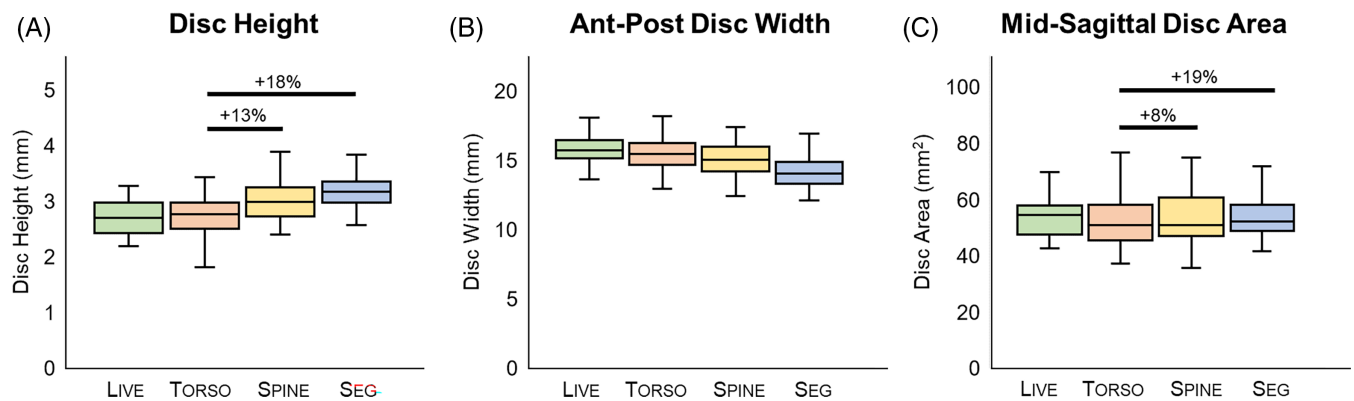 (A) Disc Height
Disc Height (mm)
5
4
3
2
1
0
+18%
+13%
LIVE TORSO SPINE SEG
(B) Ant-Post Disc Width
Disc Width (mm)
20
15
10
5
0
LIVE TORSO SPINE SEG
(C) Mid-Sagittal Disc Area
Disc Area (mm²)
100
80
60
40
20
0
+19%
+8%
LIVE TORSO SPINE SEG